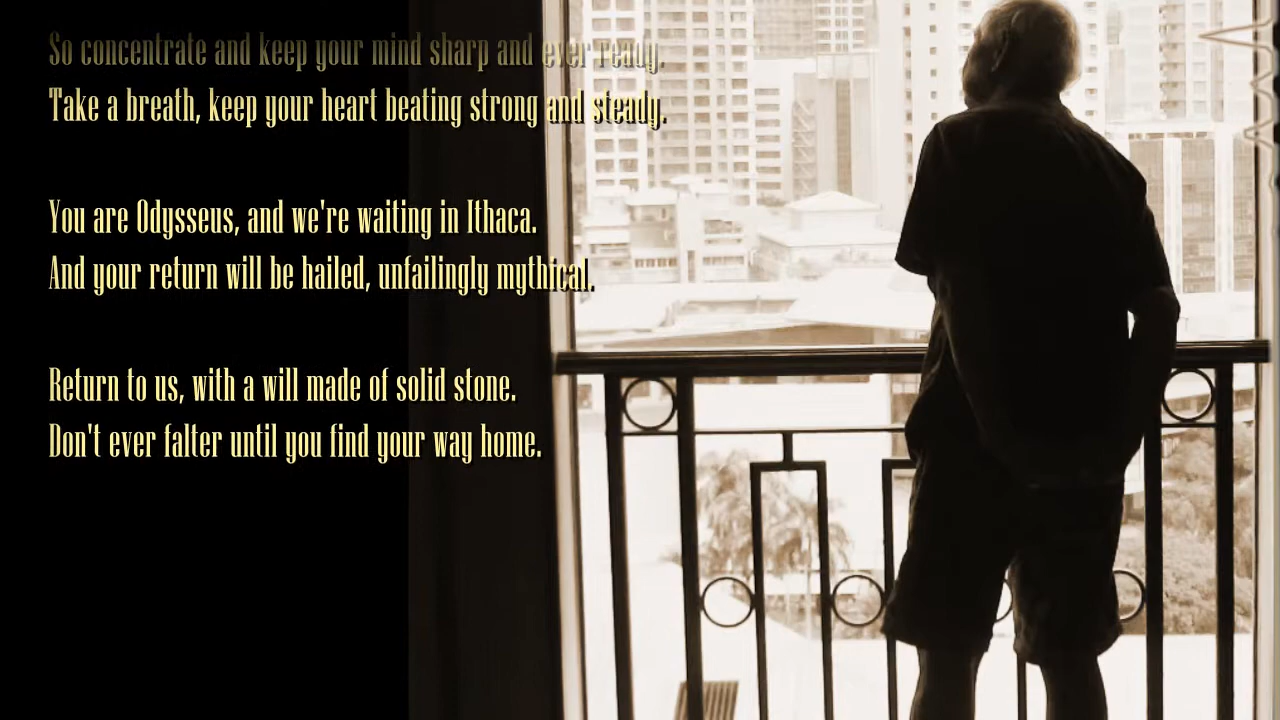 So concentrate and keep your mind sharp and ever ready.
Take a breath, keep your heart beating strong and steady.
You are Odysseus, and we're waiting in Ithaca.
And your return will be hailed, unfailingly mythical.
Return to us, with a will made of solid stone.
Don't ever falter until you find your way home.